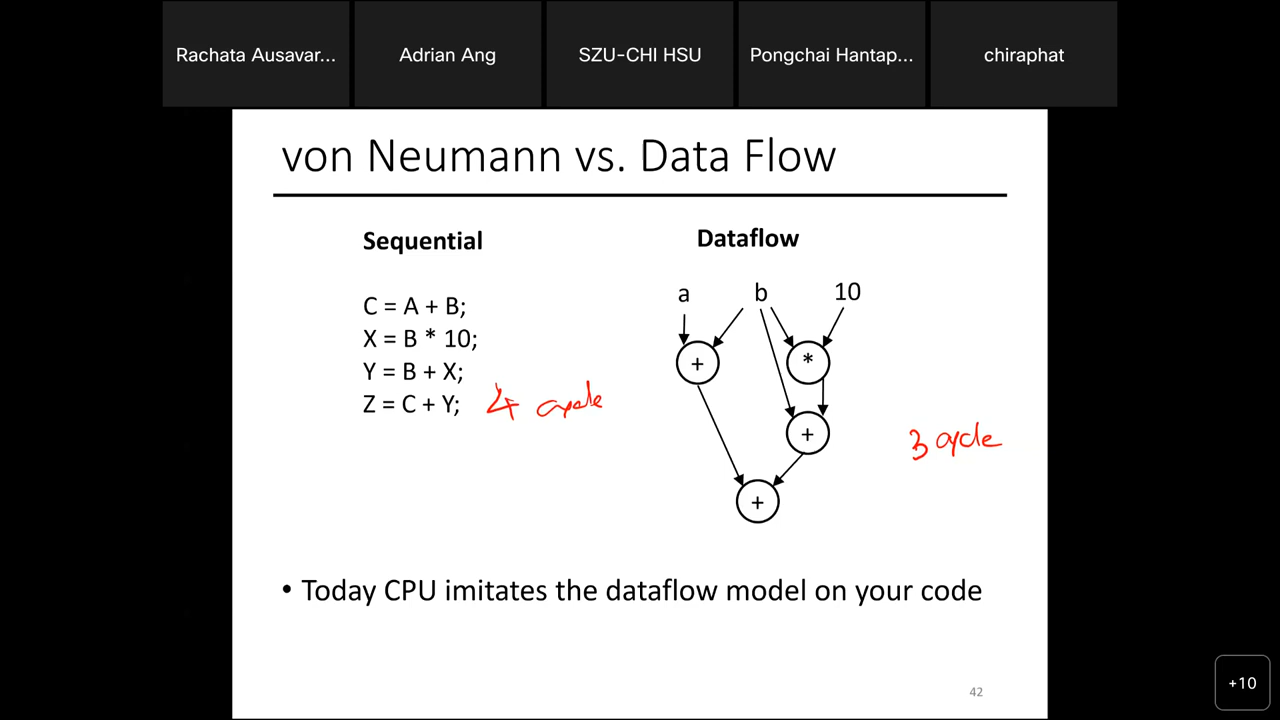 Rachata Ausavar...
Adrian Ang
SZU-CHI HSU
Pongchai Hantap...
chiraphat
von Neumann vs. Data Flow
Sequential
C = A + B;
X = B * 10;
Y = B + X;
Z = C + Y;
4 cycle
Dataflow
a b 10
+ *
+
+
3 cycle
• Today CPU imitates the dataflow model on your code
42
+10